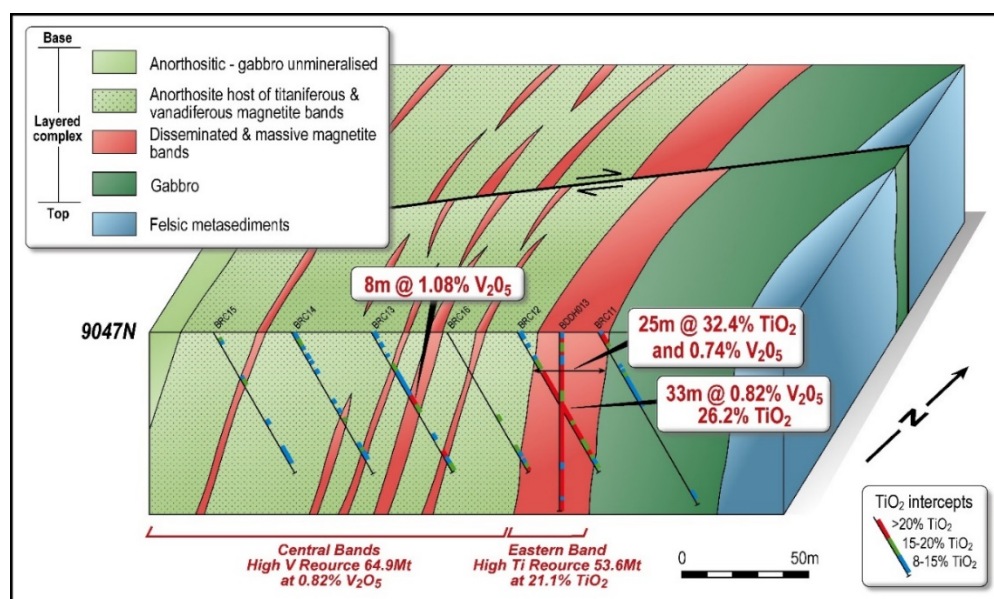 Base
Layered
complex
Top
Anorthositic - gabbro unmineralised
Anorthosite host of titaniferous &
vanadiferous magnetite bands
Disseminated & massive magnetite
bands
Gabbro
Felsic metasediments
8m @ 1.08% V₂0₅
9047N
BRC15
BRC14
BRC13
BRC16
BRC12
BDDH013
BRC11
25m @ 32.4% TiO₂
and 0.74% V₂0₅
33m @ 0.82% V₂0₅
26.2% TiO₂
N
Central Bands
High V Reource 64.9Mt
at 0.82% V₂O₅
Eastern Band
High Ti Reource 53.6Mt
at 21.1% TiO₂
0 50m
TiO₂ intercepts
>20% TiO₂
15-20% TiO₂
8-15% TiO₂